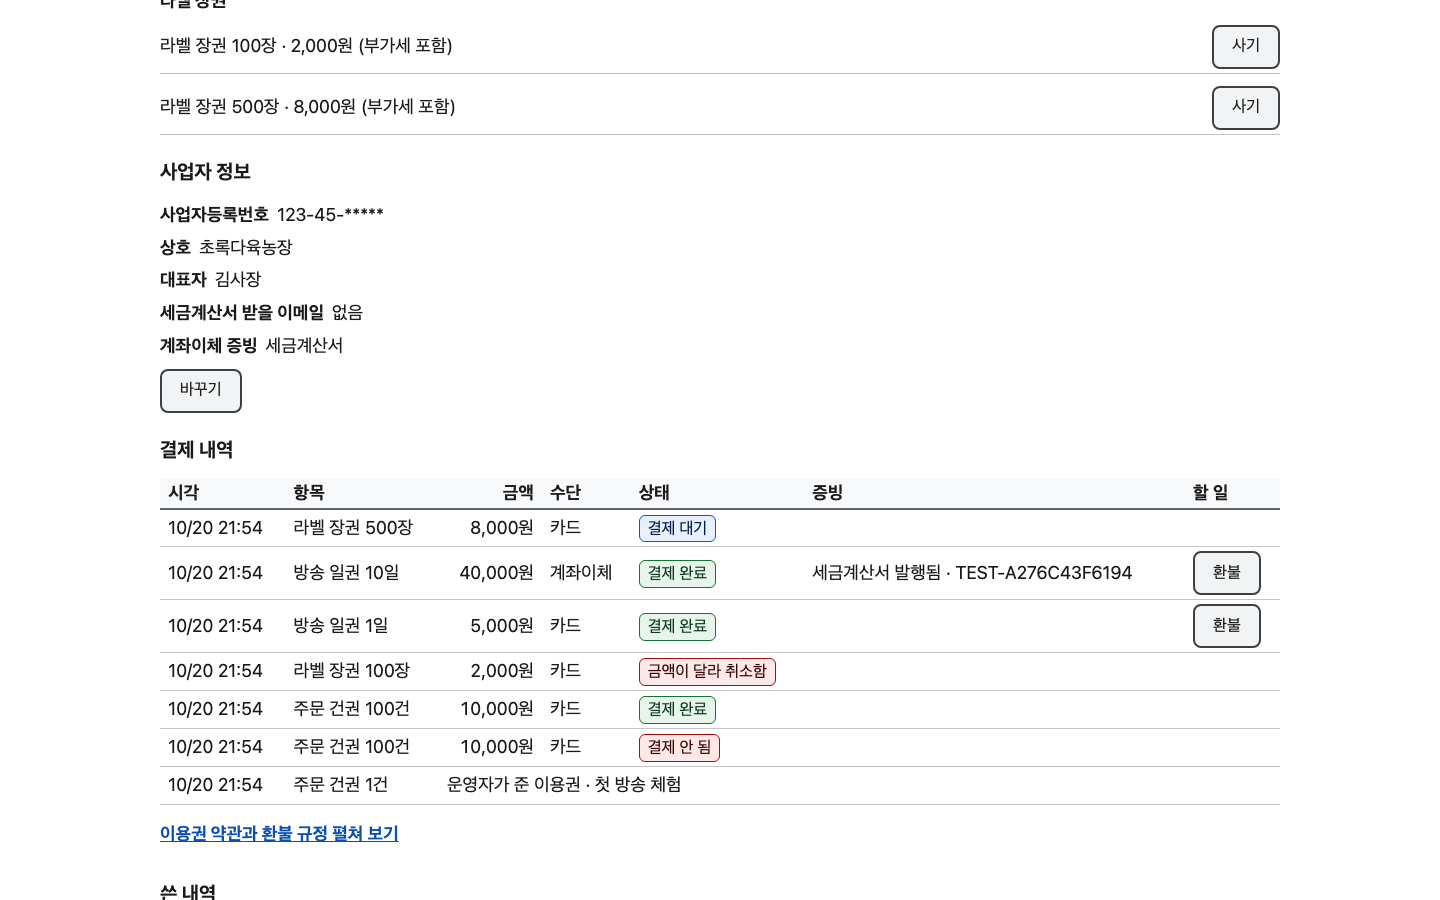 라벨 장권
라벨 장권 100장 · 2,000원 (부가세 포함) 사기
라벨 장권 500장 · 8,000원 (부가세 포함) 사기
사업자 정보
사업자등록번호 123-45-*****
상호 초록다육농장
대표자 김사장
세금계산서 받을 이메일 없음
계좌이체 증빙 세금계산서
바꾸기
결제 내역
시각 항목 금액 수단 상태 증빙 할 일
10/20 21:54 라벨 장권 500장 8,000원 카드 결제 대기
10/20 21:54 방송 일권 10일 40,000원 계좌이체 결제 완료 세금계산서 발행됨 · TEST-A276C43F6194 환불
10/20 21:54 방송 일권 1일 5,000원 카드 결제 완료 환불
10/20 21:54 라벨 장권 100장 2,000원 카드 금액이 달라 취소함
10/20 21:54 주문 건권 100건 10,000원 카드 결제 완료
10/20 21:54 주문 건권 100건 10,000원 카드 결제 안 됨
10/20 21:54 주문 건권 1건 운영자가 준 이용권 · 첫 방송 체험
이용권 약관과 환불 규정 펼쳐 보기
쓴 내역